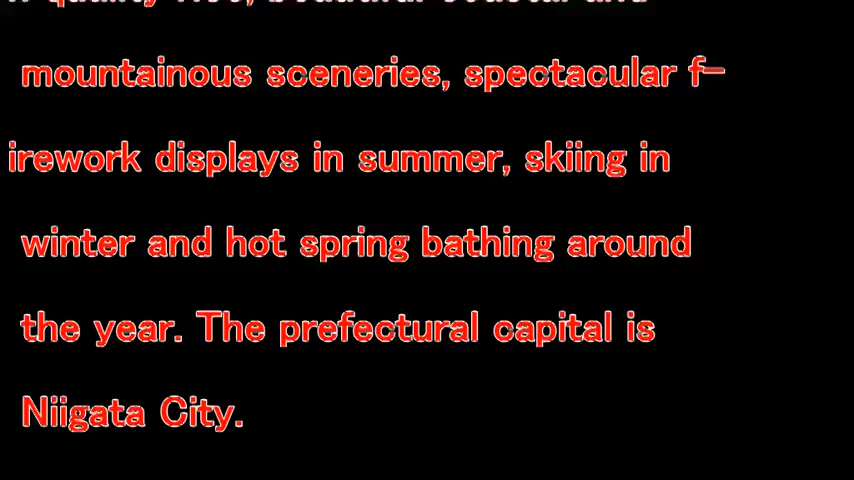 mountainous sceneries, spectacular f-
irework displays in summer, skiing in
winter and hot spring bathing around
the year. The prefectural capital is
Niigata City.